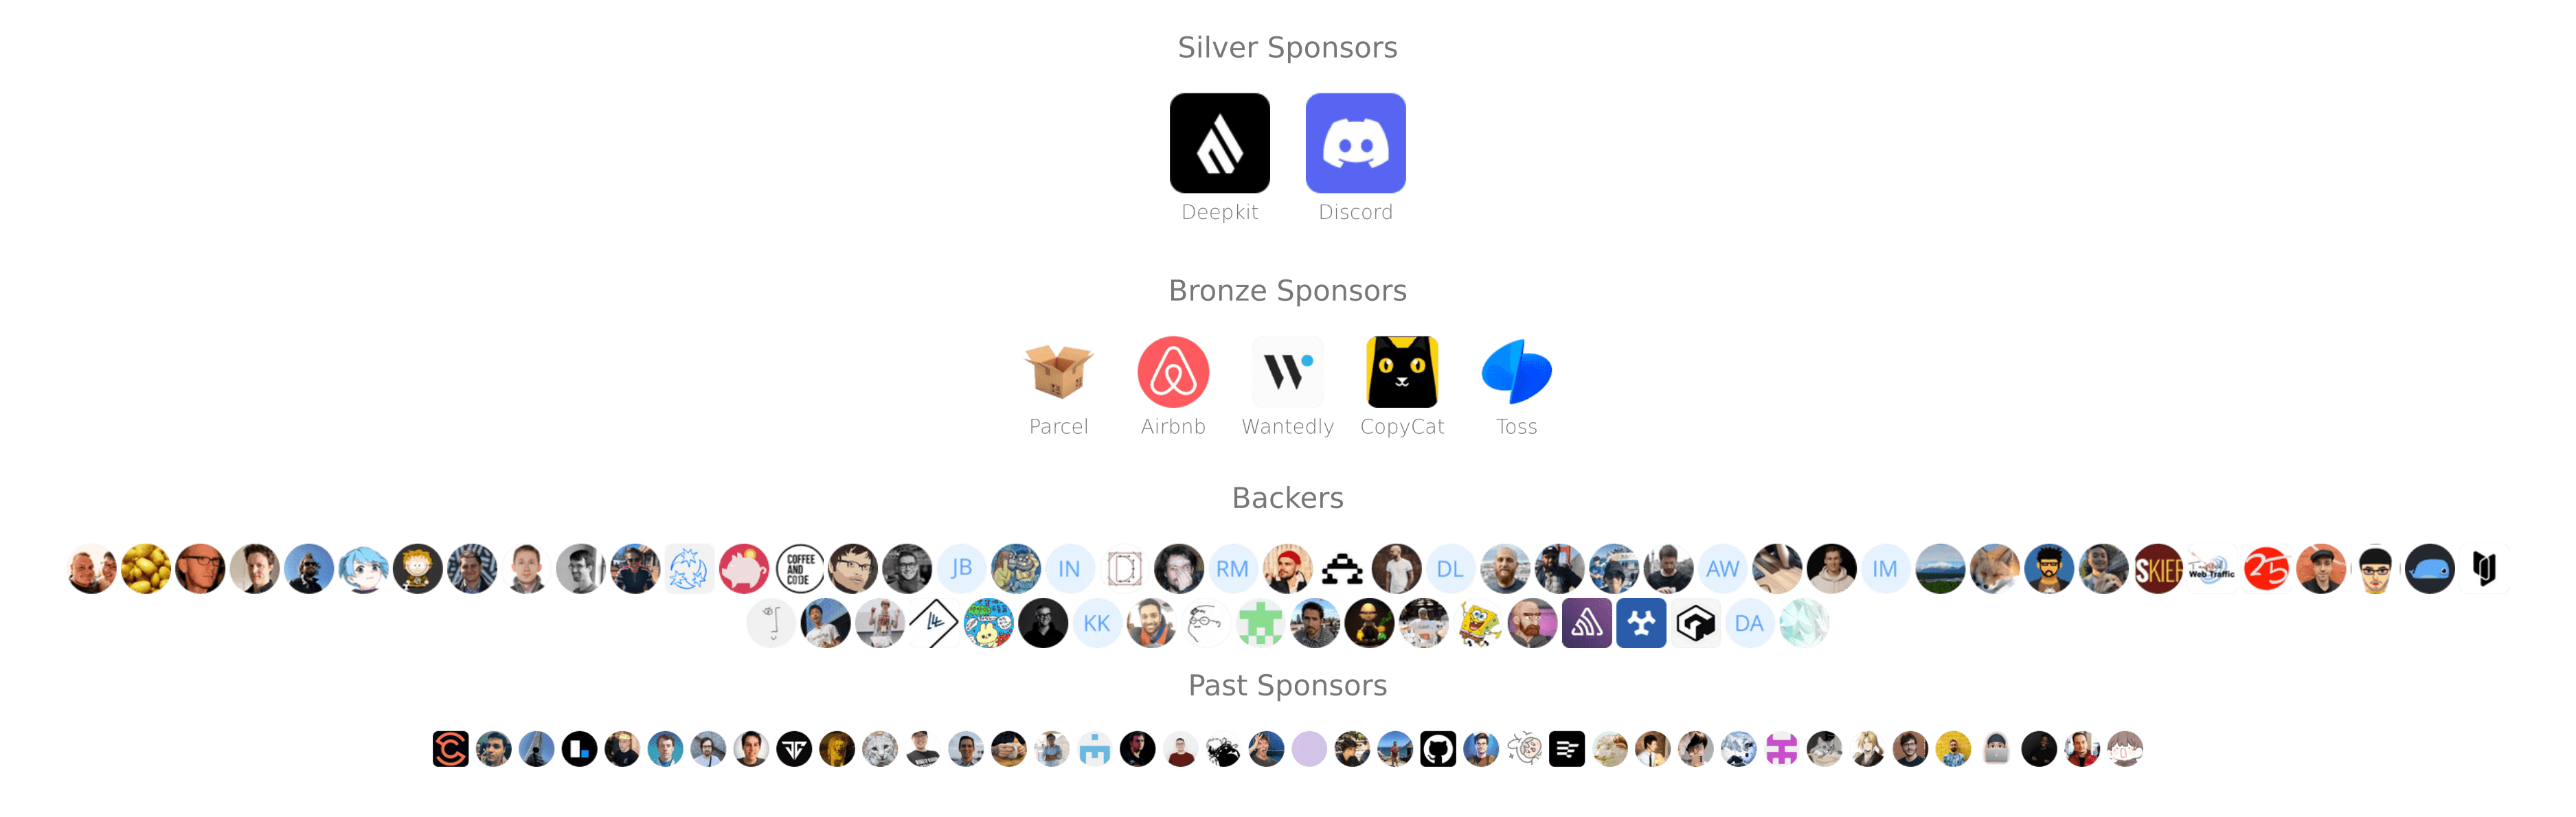 Silver Sponsors
Deepkit Discord
Bronze Sponsors
Parcel Airbnb Wantedly CopyCat Toss
Backers
COFFEE
AND
CODE
JB IN RM DL AW IM SKIEF Web Traffic 25
KK DA
Past Sponsors